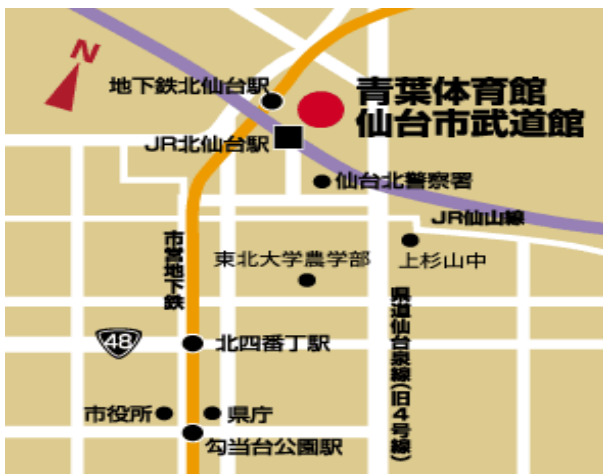 N
地下鉄北仙台駅
青葉体育館
仙台市武道館
JR北仙台駅
仙台北警察署
JR仙山線
市営地下鉄
東北大学農学部
上杉山中
県道仙台泉線(旧4号線)
48
北四番丁駅
市役所
県庁
勾当台公園駅